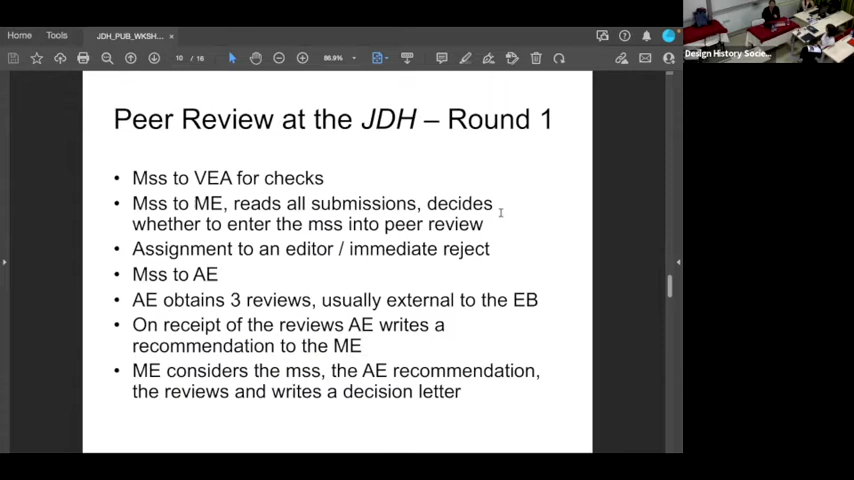 Home Tools JDH_PUB_WKSH... ×
10 / 16 86.9%
Design History Socie...
Peer Review at the JDH – Round 1
• Mss to VEA for checks
• Mss to ME, reads all submissions, decides
whether to enter the mss into peer review
• Assignment to an editor / immediate reject
• Mss to AE
• AE obtains 3 reviews, usually external to the EB
• On receipt of the reviews AE writes a
recommendation to the ME
• ME considers the mss, the AE recommendation,
the reviews and writes a decision letter